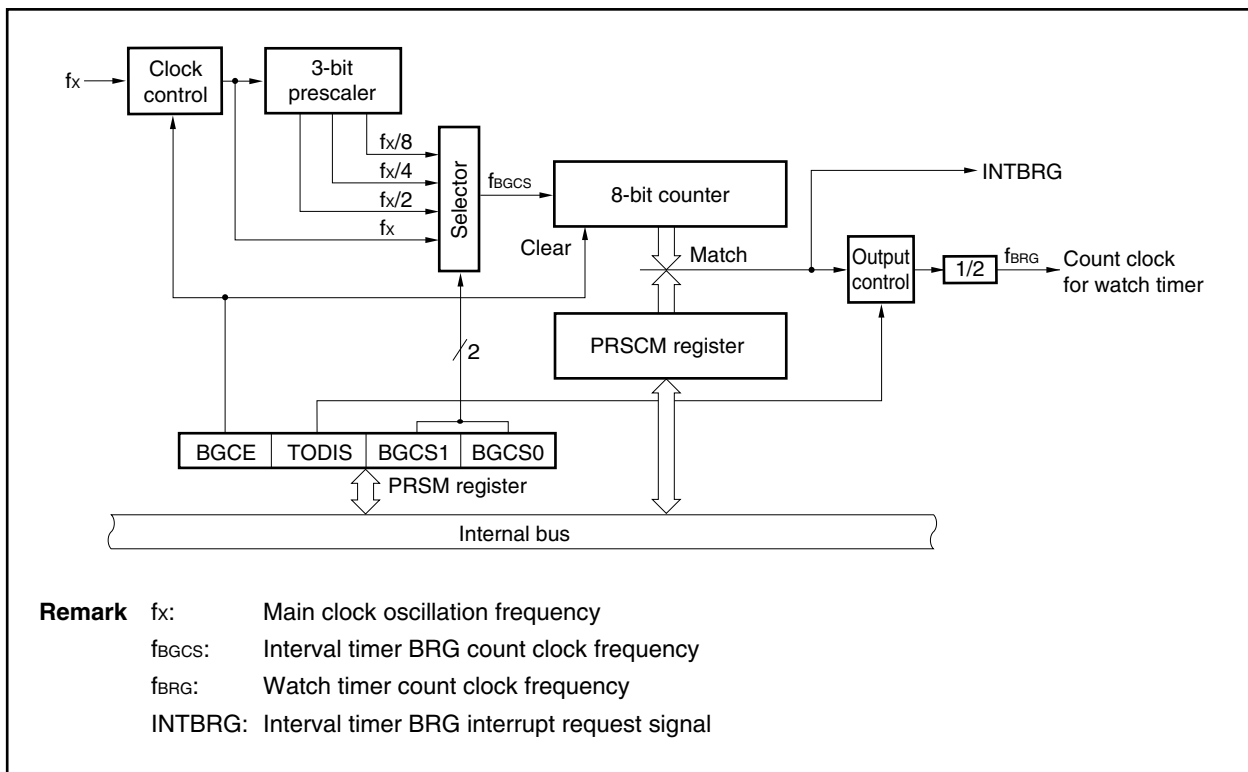 fX
Clock control
3-bit prescaler
fX/8
fX/4
fX/2
fX
Selector
fBGCS
8-bit counter
Clear
Match
INTBRG
Output control
1/2
fBRG
Count clock for watch timer
PRSCM register
2
BGCE
TODIS
BGCS1
BGCS0
PRSM register
Internal bus
Remark fX: Main clock oscillation frequency
fBGCS: Interval timer BRG count clock frequency
fBRG: Watch timer count clock frequency
INTBRG: Interval timer BRG interrupt request signal